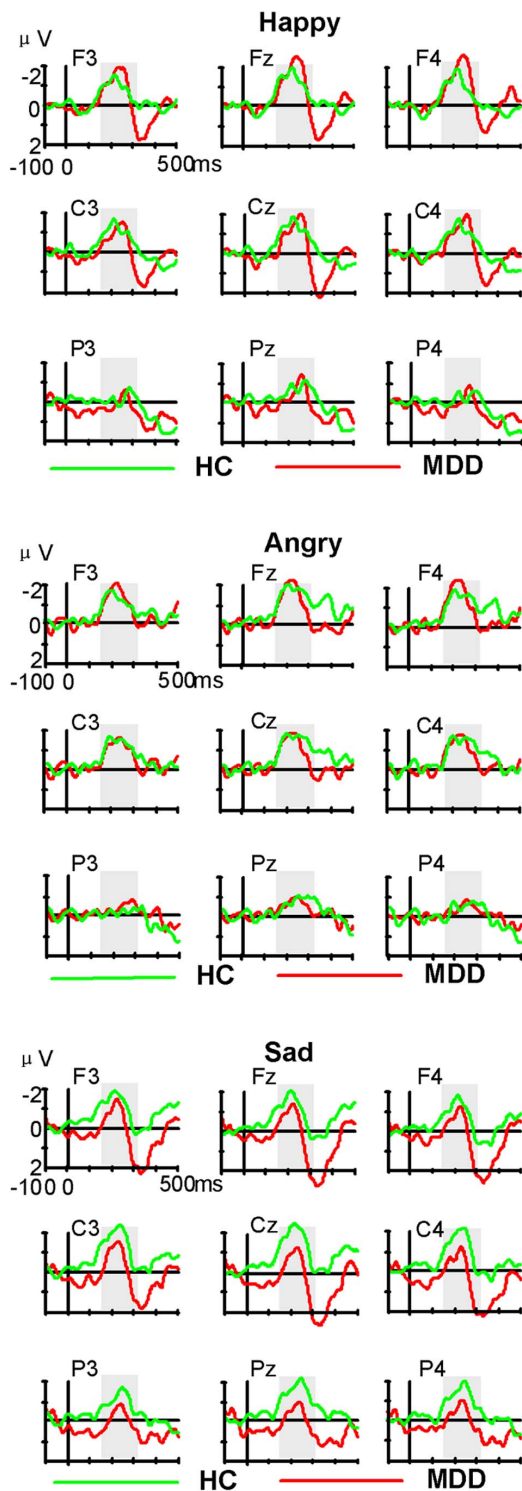 Happy
μ V
F3 Fz F4
-2
0
2
-100 0 500ms
C3 Cz C4
P3 Pz P4
HC MDD
Angry
μ V
F3 Fz F4
-2
0
2
-100 0 500ms
C3 Cz C4
P3 Pz P4
HC MDD
Sad
μ V
F3 Fz F4
-2
0
2
-100 0 500ms
C3 Cz C4
P3 Pz P4
HC MDD